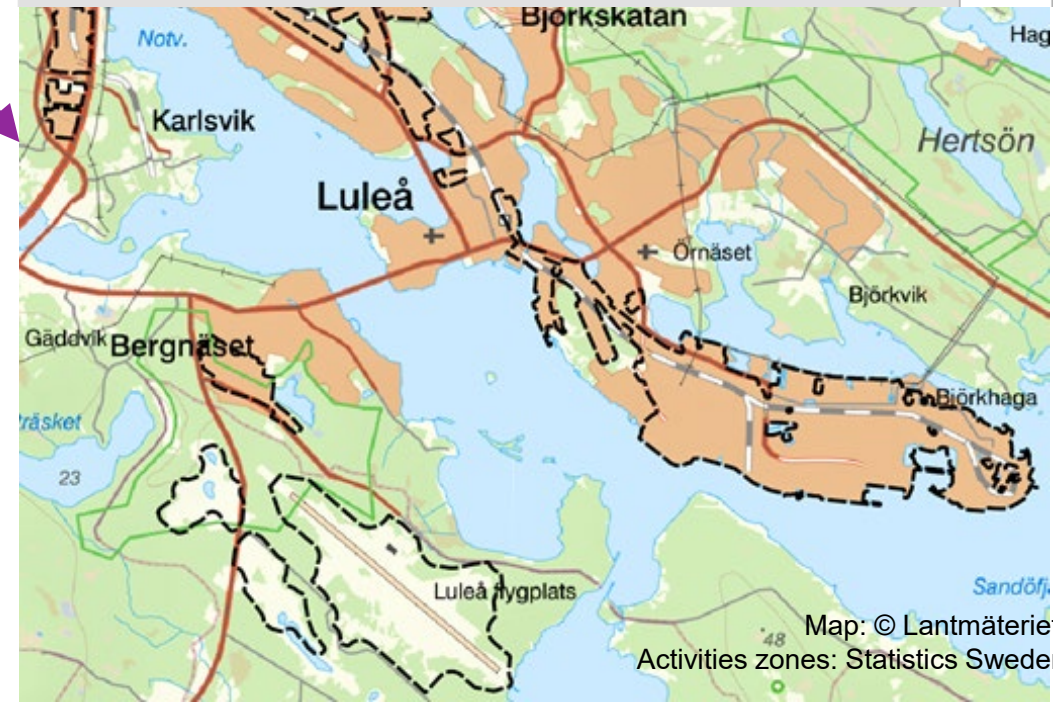 Björkskatan
Notv.
Hag
Karlsvik
Hertsön
Luleå
Örnäset
Björkvik
Gäddvik
Bergnäset
Björkhaga
träsket
23
Luleå flygplats
Sandöfj
48
Map: © Lantmäteriet
Activities zones: Statistics Sweden